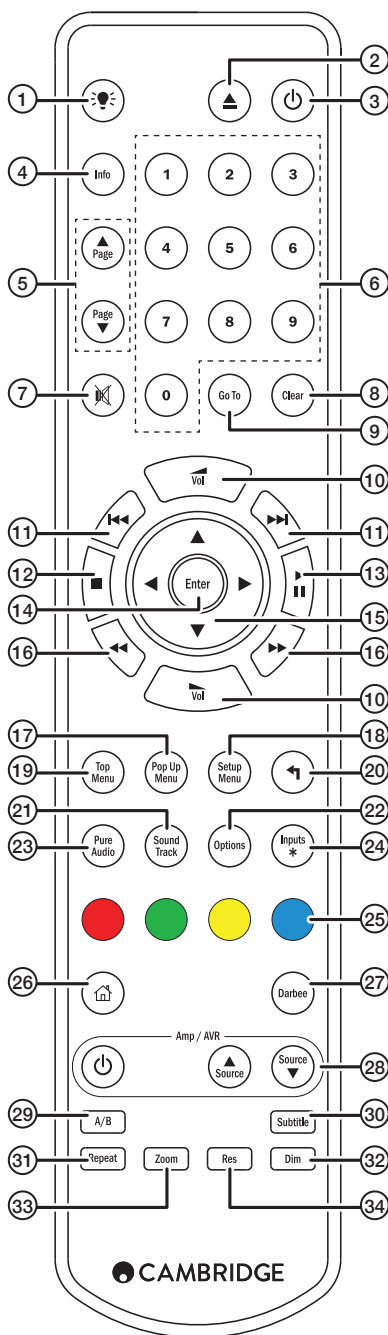 2
1
3
4
Info
1
2
3
Page
4
5
6
5
6
Page
7
8
9
7
0
Go To
Clear
8
9
Vol
10
11
11
12
13
Enter
14
15
16
16
Vol
10
17
18
19
Top
Menu
Pop Up
Menu
Setup
Menu
20
21
22
23
Pure
Audio
Sound
Track
Options
Inputs
*
24
25
26
27
Darbee
Amp / AVR
Source
Source
28
29
A/B
Subtitle
30
31
Repeat
Zoom
Res
Dim
32
33
34
CAMBRIDGE